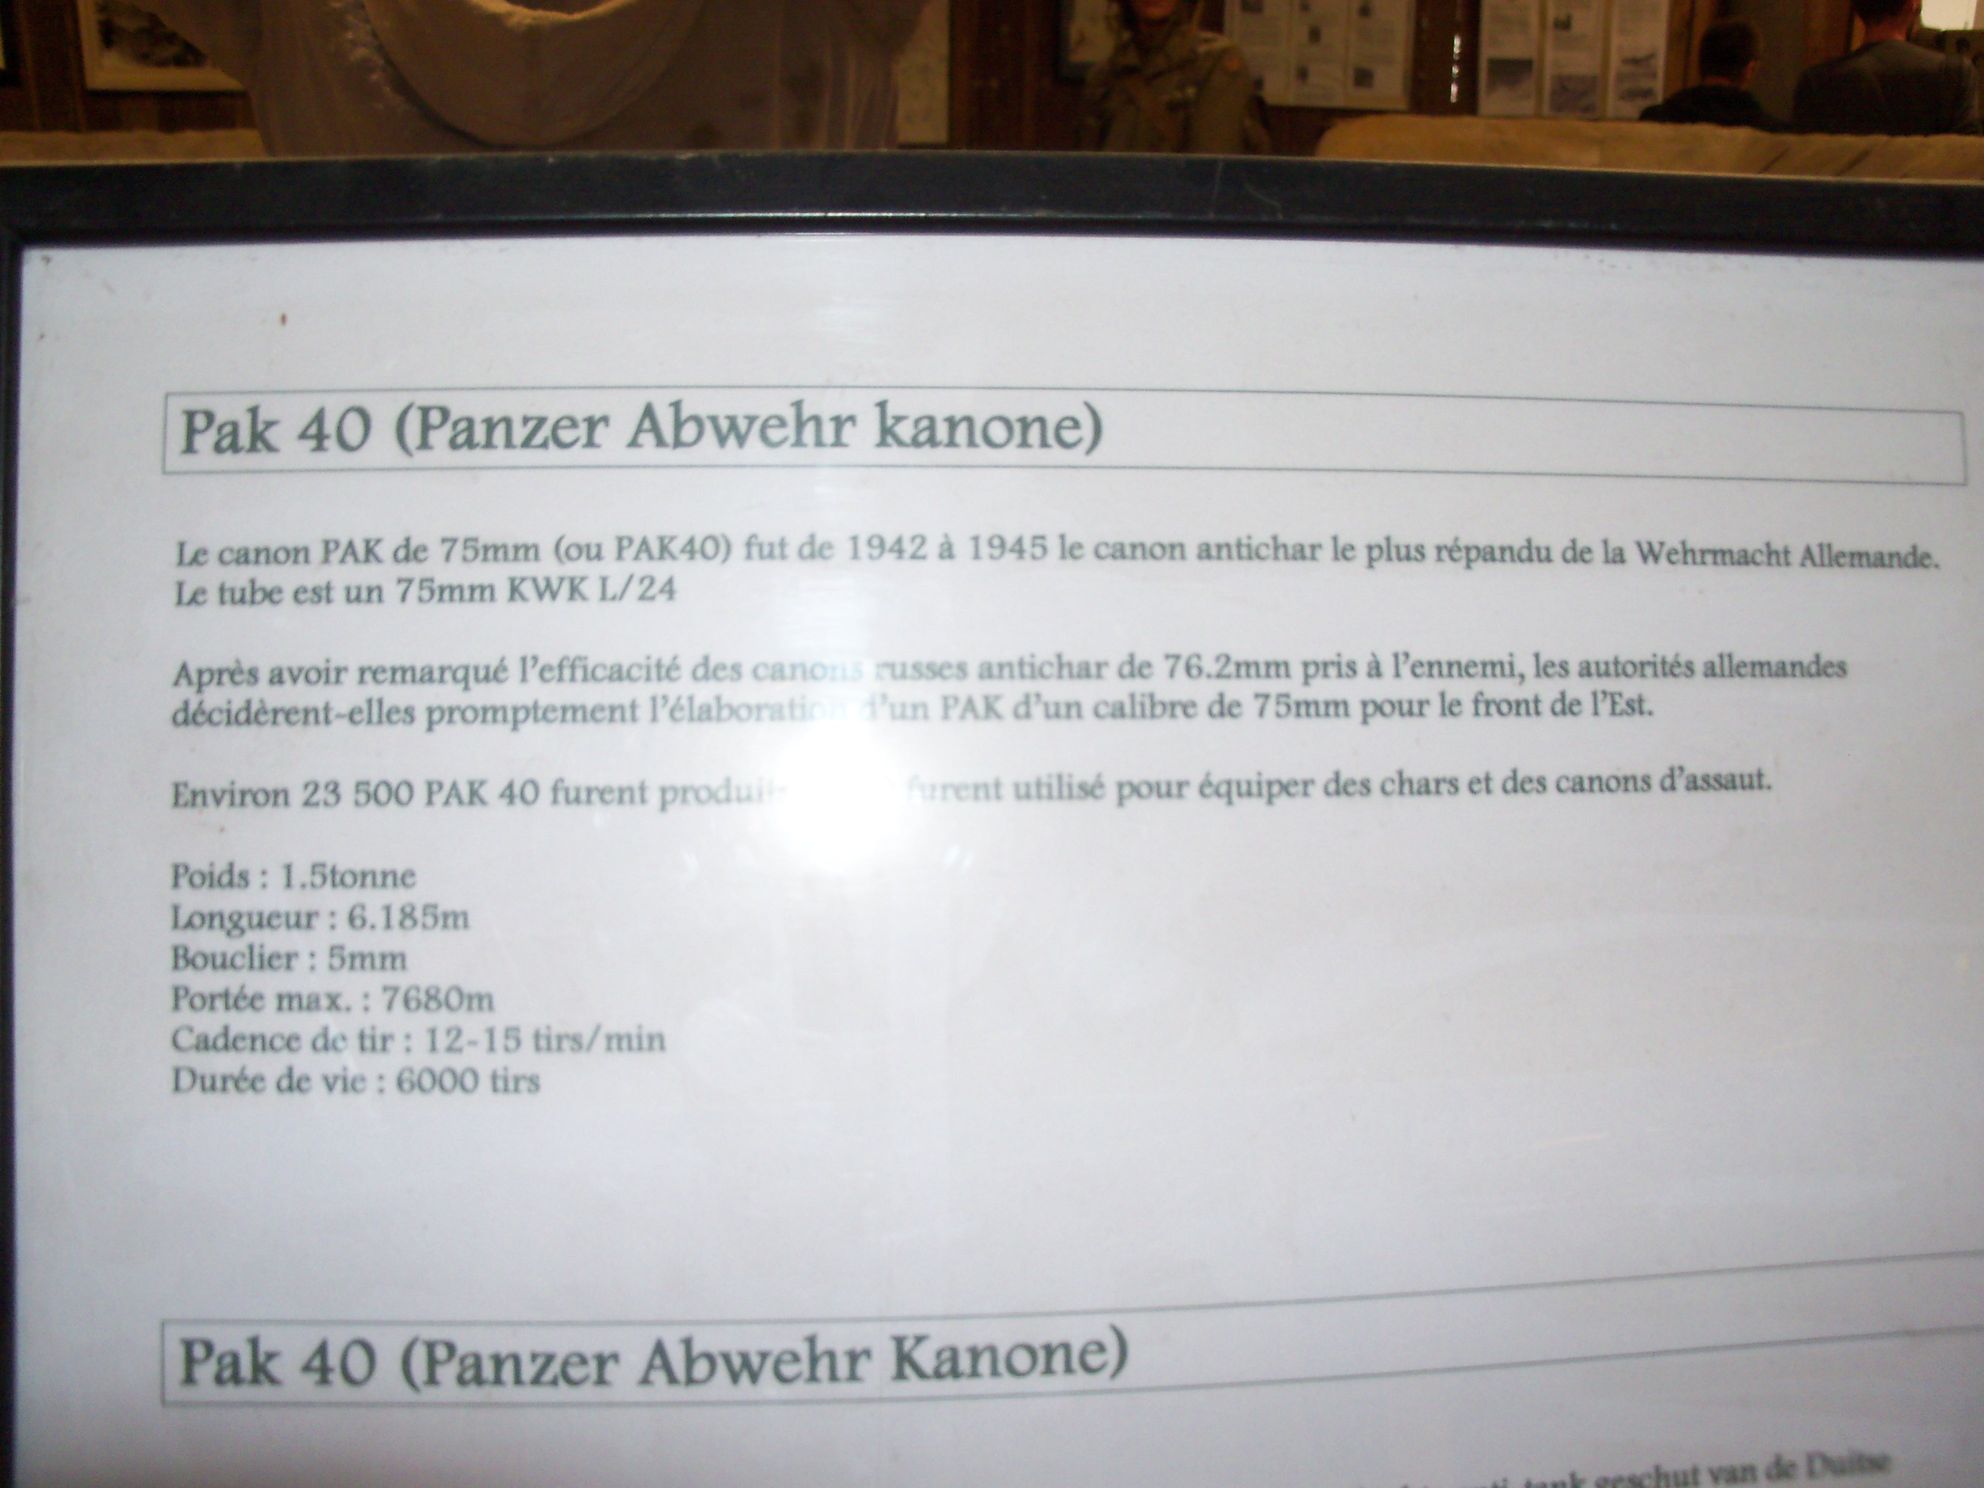 Pak 40 (Panzer Abwehr kanone)
Le canon PAK de 75mm (ou PAK40) fut de 1942 à 1945 le canon antichar le plus répandu de la Wehrmacht Allemande.
Le tube est un 75mm KWK L/24
Après avoir remarqué l'efficacité des canons russes antichar de 76.2mm pris à l'ennemi, les autorités allemandes
décidèrent-elles promptement l'élaboration d'un PAK d'un calibre de 75mm pour le front de l'Est.
Environ 23 500 PAK 40 furent furent utilisé pour équiper des chars et des canons d'assaut.
Poids : 1.5tonne
Longueur : 6.185m
Bouclier : 5mm
Portée max. : 7680m
Cadence de tir : 12-15 tirs/min
Durée de vie : 6000 tirs
Pak 40 (Panzer Abwehr Kanone)
geschut van de Duitse